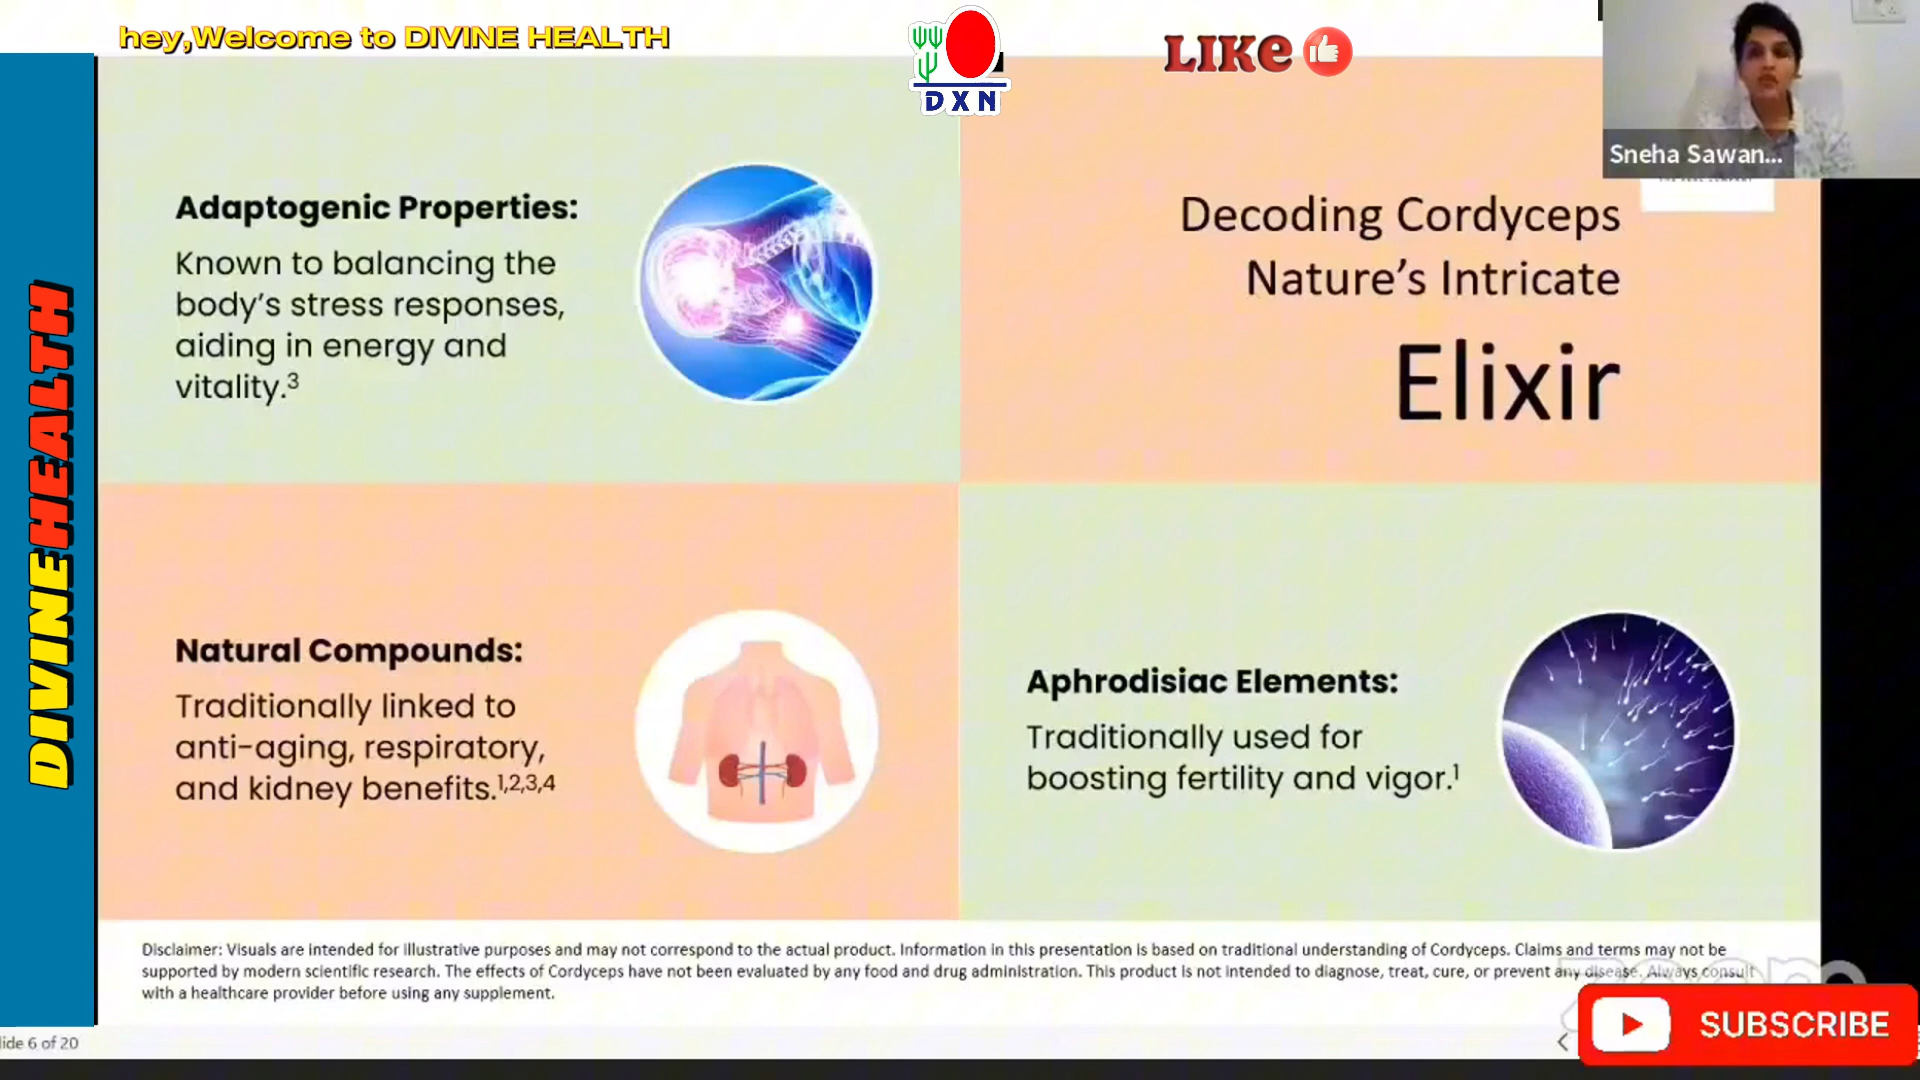 hey,Welcome to DIVINE HEALTH
DXN
LIKe
Sneha Sawan...
DIVINE HEALTH
Adaptogenic Properties:
Known to balancing the
body's stress responses,
aiding in energy and
vitality.³
Decoding Cordyceps
Nature's Intricate
Elixir
Natural Compounds:
Traditionally linked to
anti-aging, respiratory,
and kidney benefits.¹,²,³,⁴
Aphrodisiac Elements:
Traditionally used for
boosting fertility and vigor.¹
Disclaimer: Visuals are intended for illustrative purposes and may not correspond to the actual product. Information in this presentation is based on traditional understanding of Cordyceps. Claims and terms may not be
supported by modern scientific research. The effects of Cordyceps have not been evaluated by any food and drug administration. This product is not intended to diagnose, treat, cure, or prevent any disease. Always consult
with a healthcare provider before using any supplement.
lide 6 of 20
SUBSCRIBE